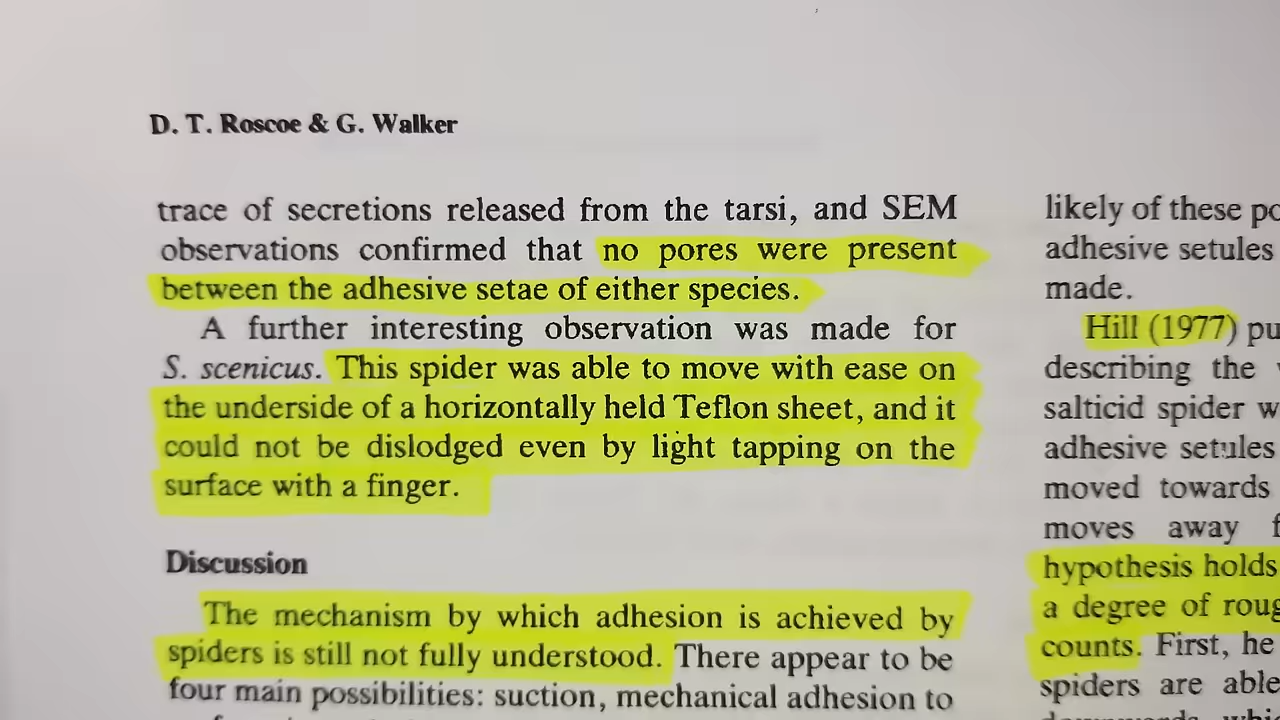 D. T. Roscoe & G. Walker
trace of secretions released from the tarsi, and SEM
observations confirmed that no pores were present
between the adhesive setae of either species.
A further interesting observation was made for
S. scenicus. This spider was able to move with ease on
the underside of a horizontally held Teflon sheet, and it
could not be dislodged even by light tapping on the
surface with a finger.
Discussion
The mechanism by which adhesion is achieved by
spiders is still not fully understood. There appear to be
four main possibilities: suction, mechanical adhesion to
likely of these
adhesive setules
made.
Hill (1977)
describing the
salticid spider
adhesive setules
moved towards
moves away
hypothesis holds
a degree of
counts. First, he
spiders are able